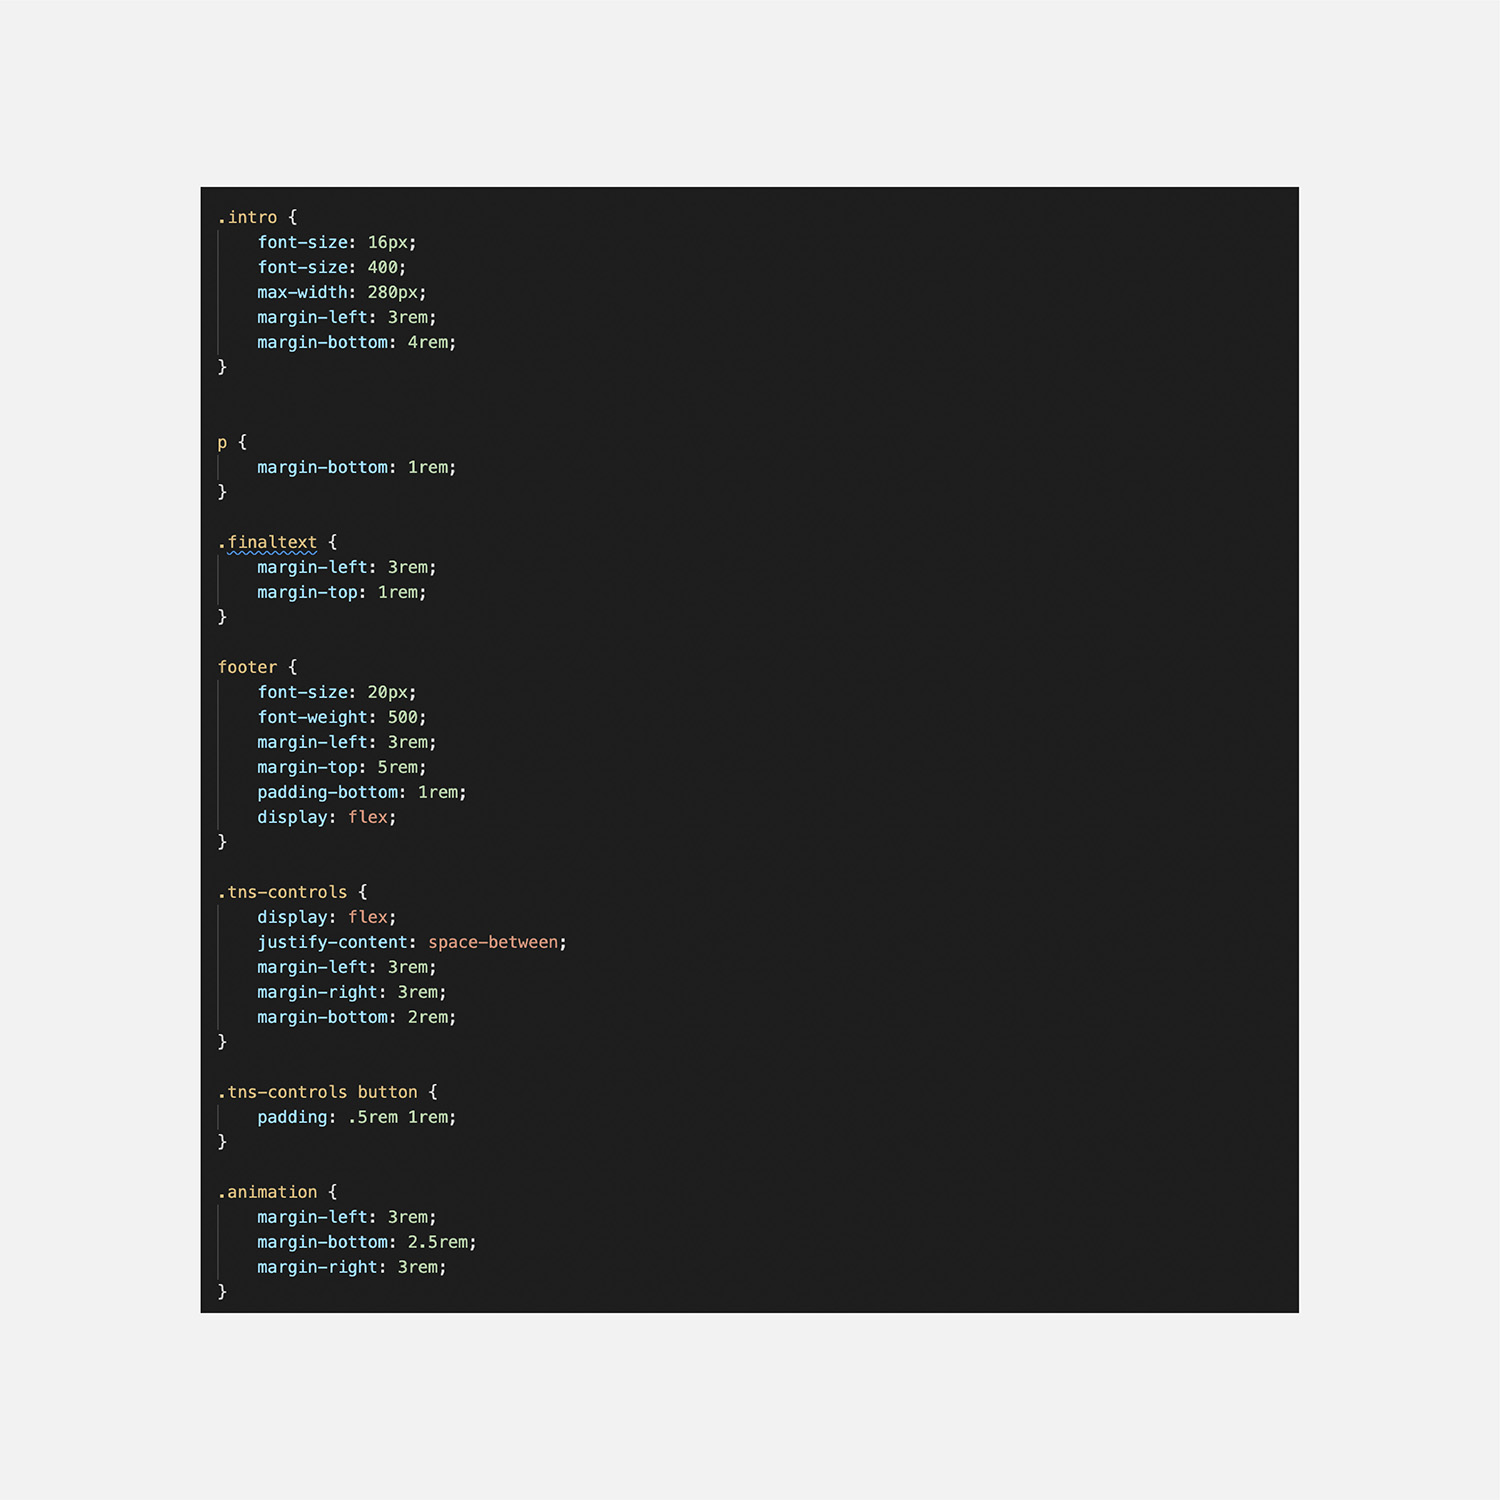 .intro {
    font-size: 16px;
    font-size: 400;
    max-width: 280px;
    margin-left: 3rem;
    margin-bottom: 4rem;
}
p {
    margin-bottom: 1rem;
}
.finaltext {
    margin-left: 3rem;
    margin-top: 1rem;
}
footer {
    font-size: 20px;
    font-weight: 500;
    margin-left: 3rem;
    margin-top: 5rem;
    padding-bottom: 1rem;
    display: flex;
}
.tns-controls {
    display: flex;
    justify-content: space-between;
    margin-left: 3rem;
    margin-right: 3rem;
    margin-bottom: 2rem;
}
.tns-controls button {
    padding: .5rem 1rem;
}
.animation {
    margin-left: 3rem;
    margin-bottom: 2.5rem;
    margin-right: 3rem;
}